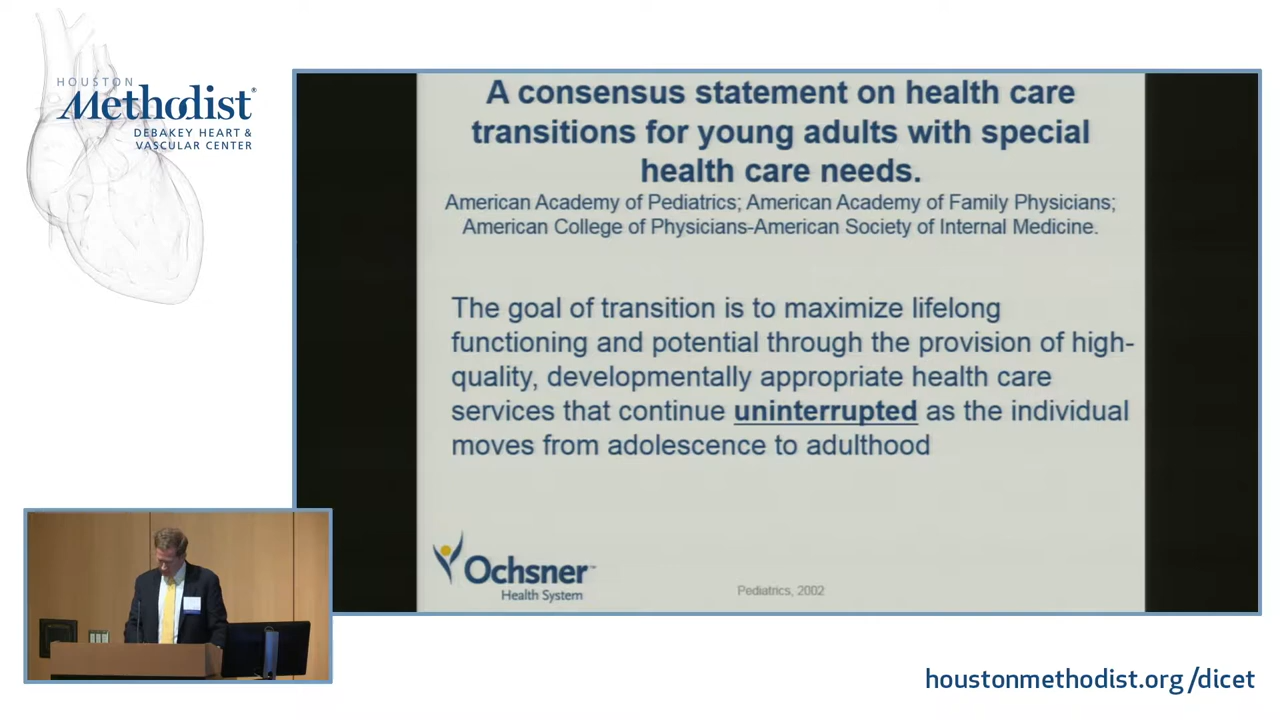 HOUSTON
Methodist®
DEBAKEY HEART &
VASCULAR CENTER
A consensus statement on health care
transitions for young adults with special
health care needs.
American Academy of Pediatrics; American Academy of Family Physicians;
American College of Physicians-American Society of Internal Medicine.
The goal of transition is to maximize lifelong
functioning and potential through the provision of high-
quality, developmentally appropriate health care
services that continue uninterrupted as the individual
moves from adolescence to adulthood
Ochsner™
Health System
Pediatrics, 2002
houstonmethodist.org/dicet